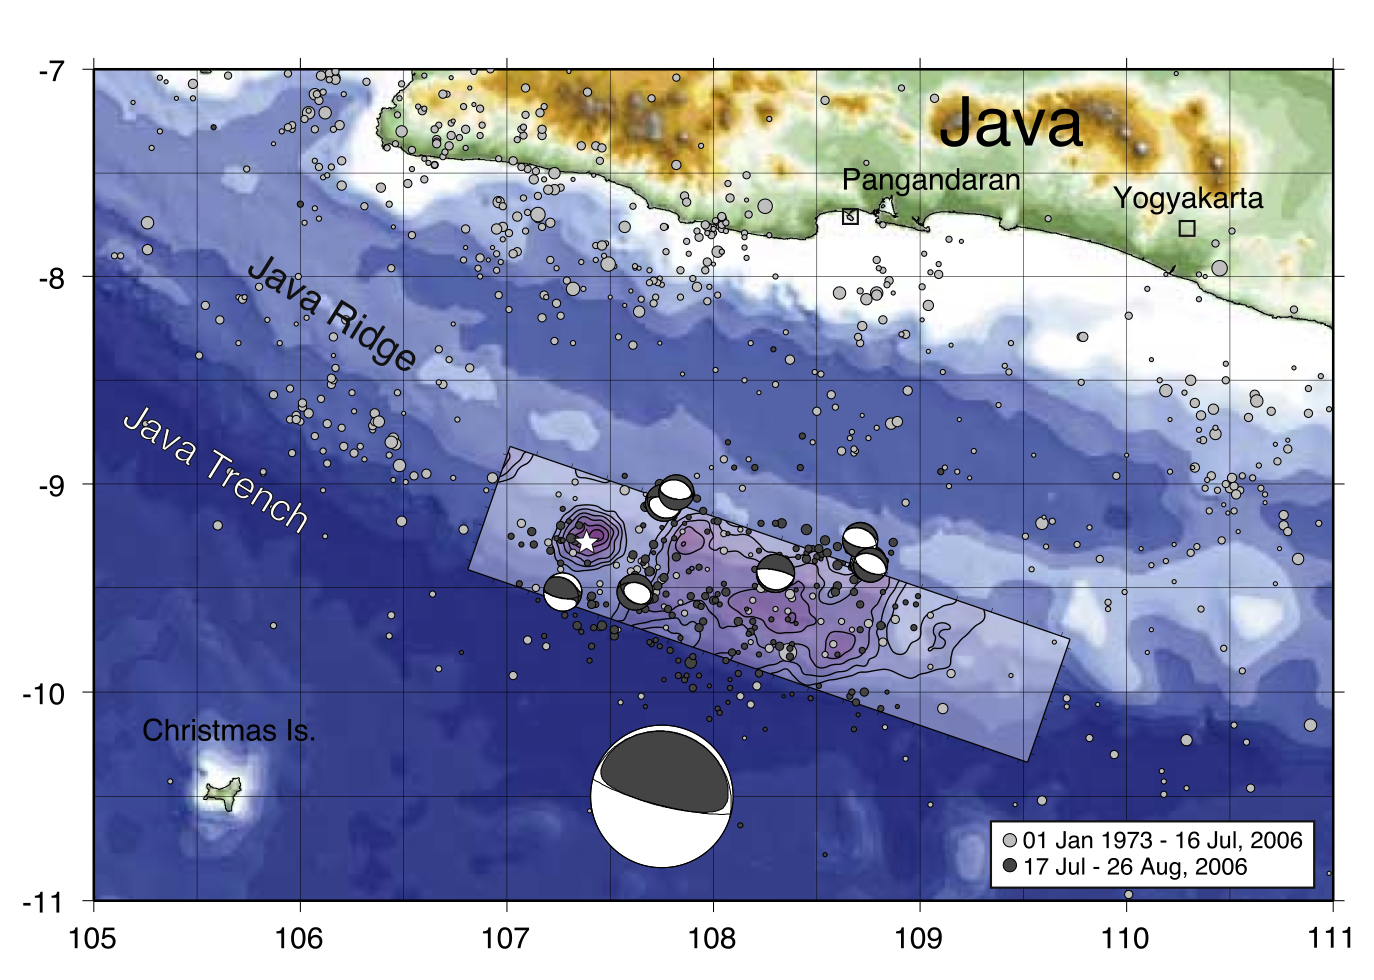 -7
Java
Pangandaran
Yogyakarta
-8
Java Ridge
Java Trench
-9
-10
Christmas Is.
01 Jan 1973 - 16 Jul, 2006
17 Jul - 26 Aug, 2006
-11
105 106 107 108 109 110 111